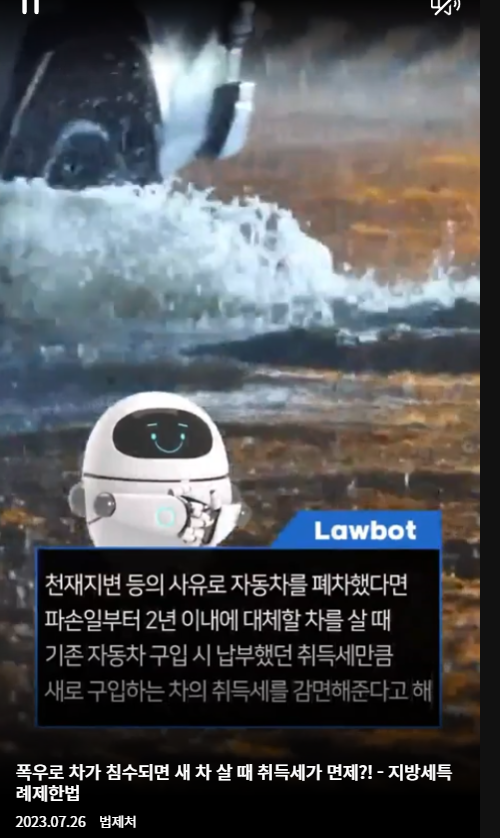 Lawbot
천재지변 등의 사유로 자동차를 폐차했다면
파손일부터 2년 이내에 대체할 차를 살 때
기존 자동차 구입 시 납부했던 취득세만큼
새로 구입하는 차의 취득세를 감면해준다고 해
폭우로 차가 침수되면 새 차 살 때 취득세가 면제?! - 지방세특
례제한법
2023.07.26 법제처